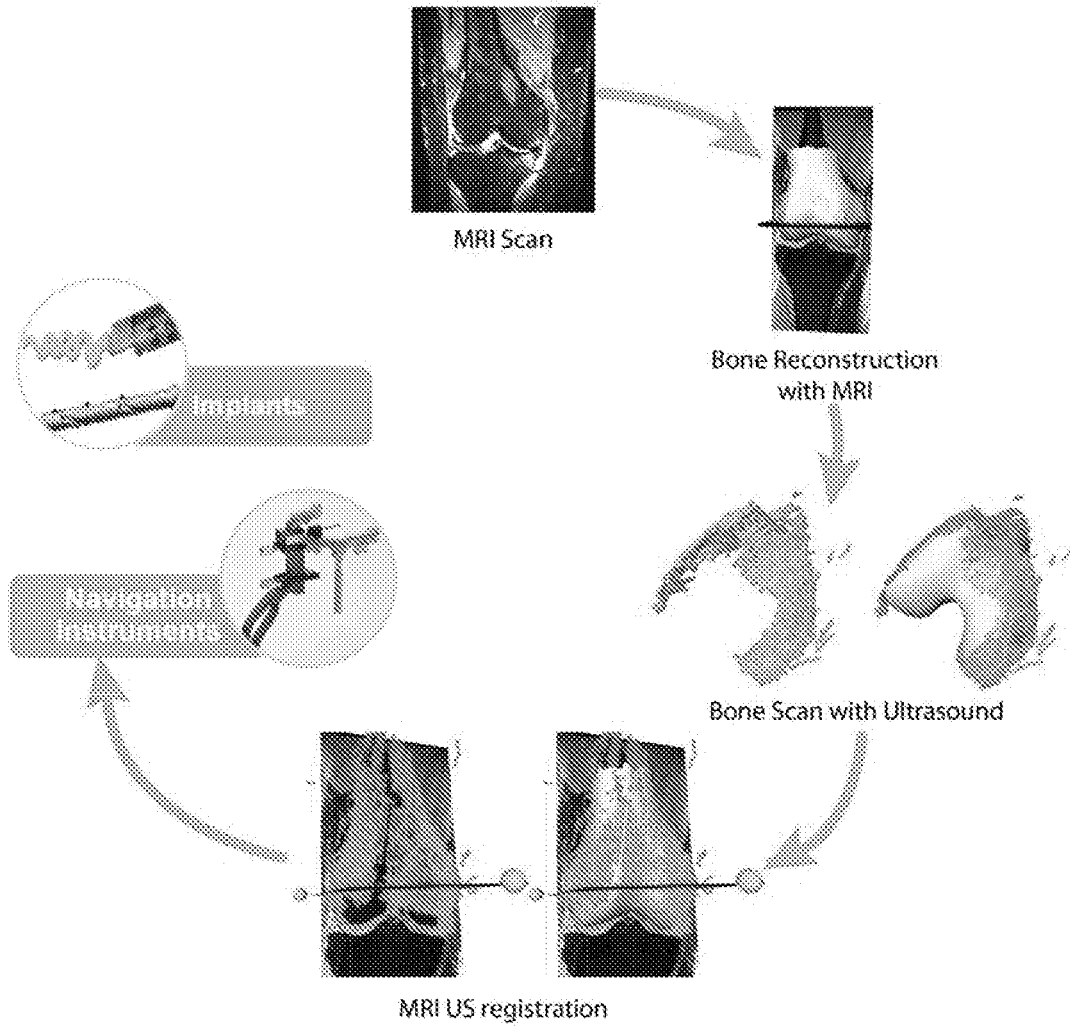 MRI Scan
Bone Reconstruction
with MRI
Implants
Navigation
Instruments
Bone Scan with Ultrasound
MRI US registration